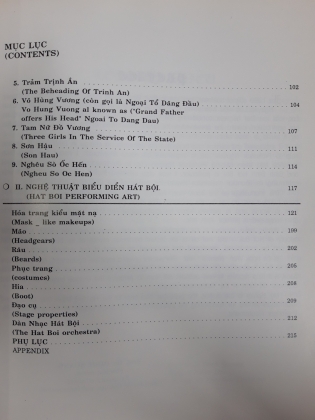 MỤC LỤC
(CONTENTS)
5. Trảm Trịnh Ân 102
(The Beheading Of Trinh An)
6. Võ Hùng Vương (còn gọi là Ngoại Tổ Dâng Đầu) 104
Vo Hung Vuong al known as ("Grand Father
offers His Head" Ngoai To Dang Dau)
7. Tam Nữ Đồ Vương 107
(Three Girls In The Service Of The State)
8. Sơn Hậu 111
(Son Hau)
9. Nghêu Sò Ốc Hến 114
(Ngheu So Oc Hen)
II. NGHỆ THUẬT BIỂU DIỄN HÁT BỘI 117
(HAT BOI PERFORMING ART)
Hóa trang kiểu mặt nạ 121
(Mask _ like makeups)
Mão 199
(Headgears)
Râu 202
(Beards)
Phục trang 205
(costumes)
Hia 208
(Boot)
Đạo cụ 209
(Stage properties)
Dàn Nhạc Hát Bội 212
(The Hat Boi orchestra)
PHỤ LỤC 215
APPENDIX